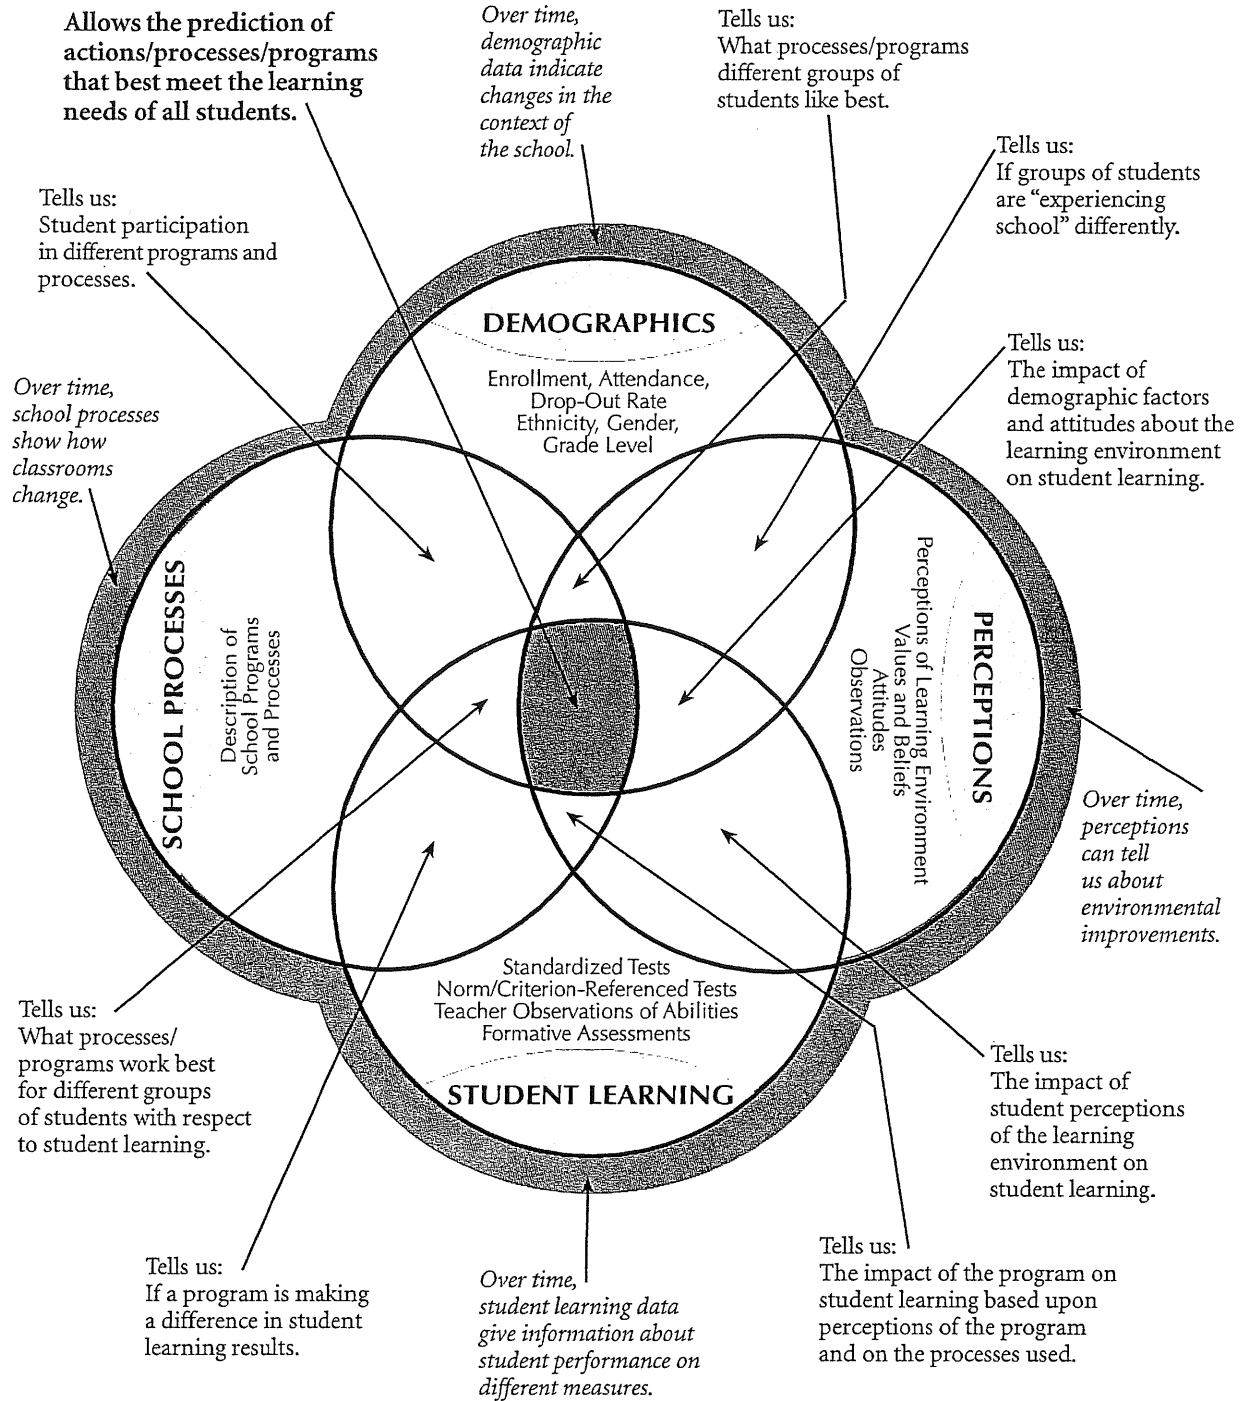 Allows the prediction of
actions/processes/programs
that best meet the learning
needs of all students.
Over time,
demographic
data indicate
changes in the
context of
the school.
Tells us:
What processes/programs
different groups of
students like best.
Tells us:
If groups of students
are “experiencing
school” differently.
Tells us:
Student participation
in different programs and
processes.
DEMOGRAPHICS
Enrollment, Attendance,
Drop-Out Rate
Ethnicity, Gender,
Grade Level
Tells us:
The impact of
demographic factors
and attitudes about the
learning environment
on student learning.
Over time,
school processes
show how
classrooms
change.
SCHOOL PROCESSES
Description of
School Programs
and Processes
PERCEPTIONS
Perceptions of Learning Environment
Values and Beliefs
Attitudes
Observations
Over time,
perceptions
can tell
us about
environmental
improvements.
Standardized Tests
Norm/Criterion-Referenced Tests
Teacher Observations of Abilities
Formative Assessments
STUDENT LEARNING
Tells us:
What processes/
programs work best
for different groups
of students with respect
to student learning.
Tells us:
The impact of
student perceptions
of the learning
environment on
student learning.
Tells us:
If a program is making
a difference in student
learning results.
Over time,
student learning data
give information about
student performance on
different measures.
Tells us:
The impact of the program on
student learning based upon
perceptions of the program
and on the processes used.